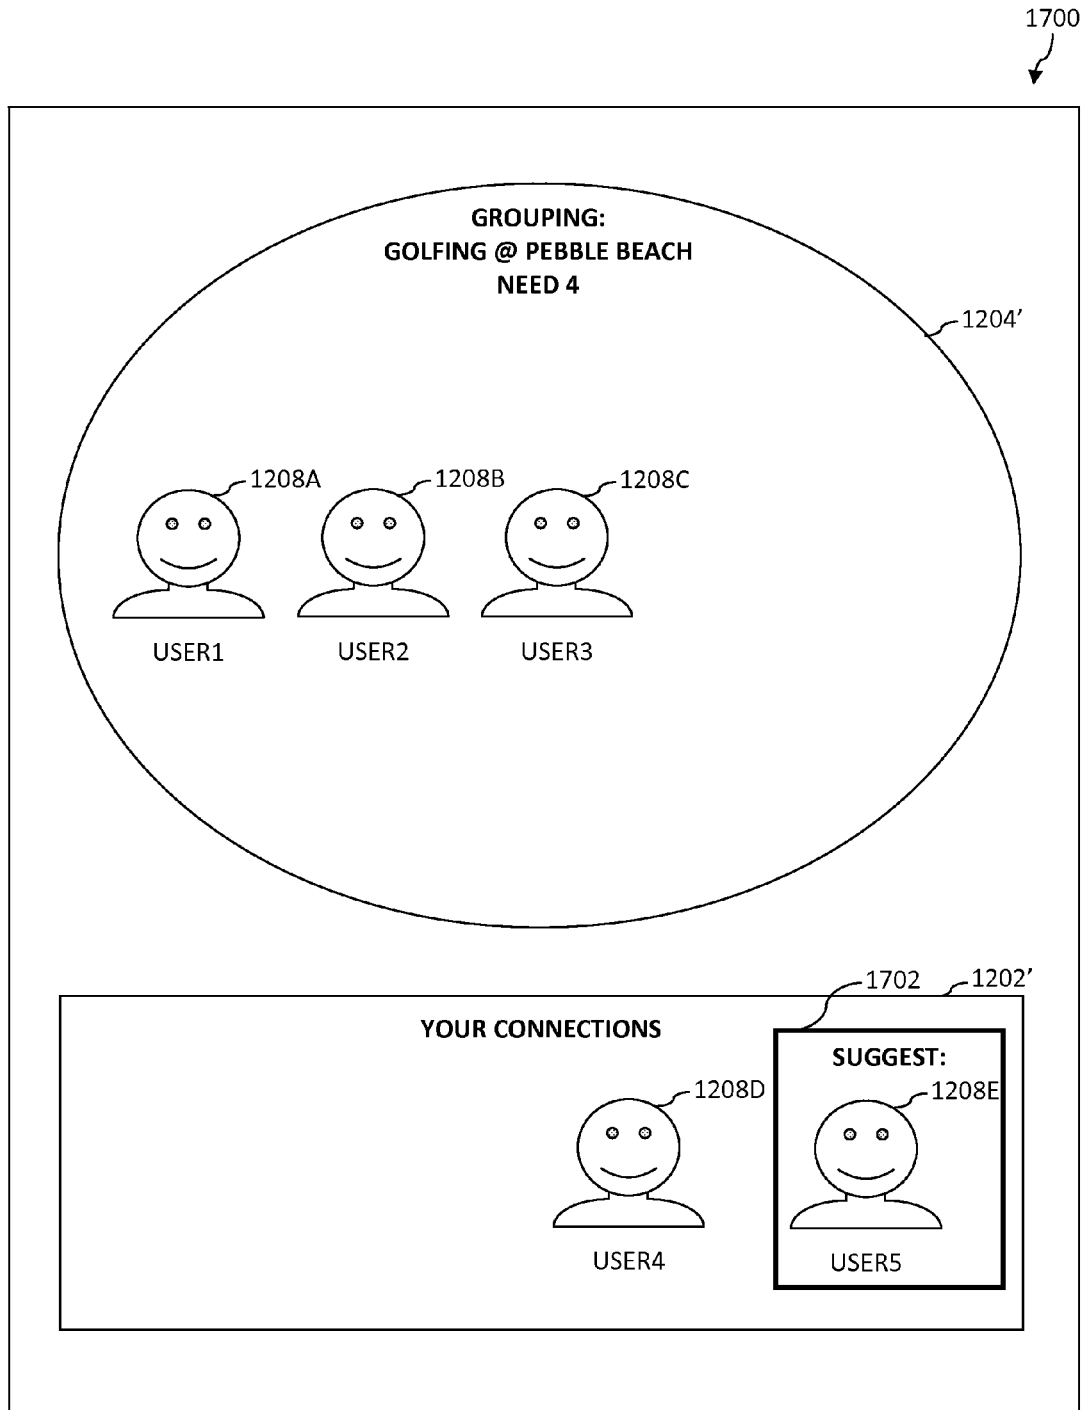 1700
GROUPING:
GOLFING @ PEBBLE BEACH
NEED 4
1204’
1208A
1208B
1208C
USER1
USER2
USER3
1702
1202’
YOUR CONNECTIONS
SUGGEST:
1208D
1208E
USER4
USER5